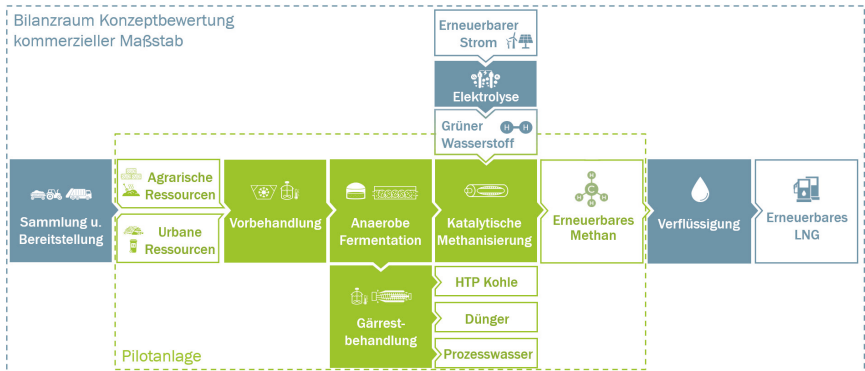 Bilanzraum Konzeptbewertung
kommerzieller Maßstab
Erneuerbarer
Strom
Elektrolyse
Grüner
Wasserstoff
H H
Sammlung u.
Bereitstellung
Agrarische
Ressourcen
Urbane
Ressourcen
Vorbehandlung
Anaerobe
Fermentation
Katalytische
Methanisierung
H
H C H
H
Erneuerbares
Methan
Verflüssigung
Erneuerbares
LNG
Gärrest-
behandlung
HTP Kohle
Dünger
Prozesswasser
Pilotanlage